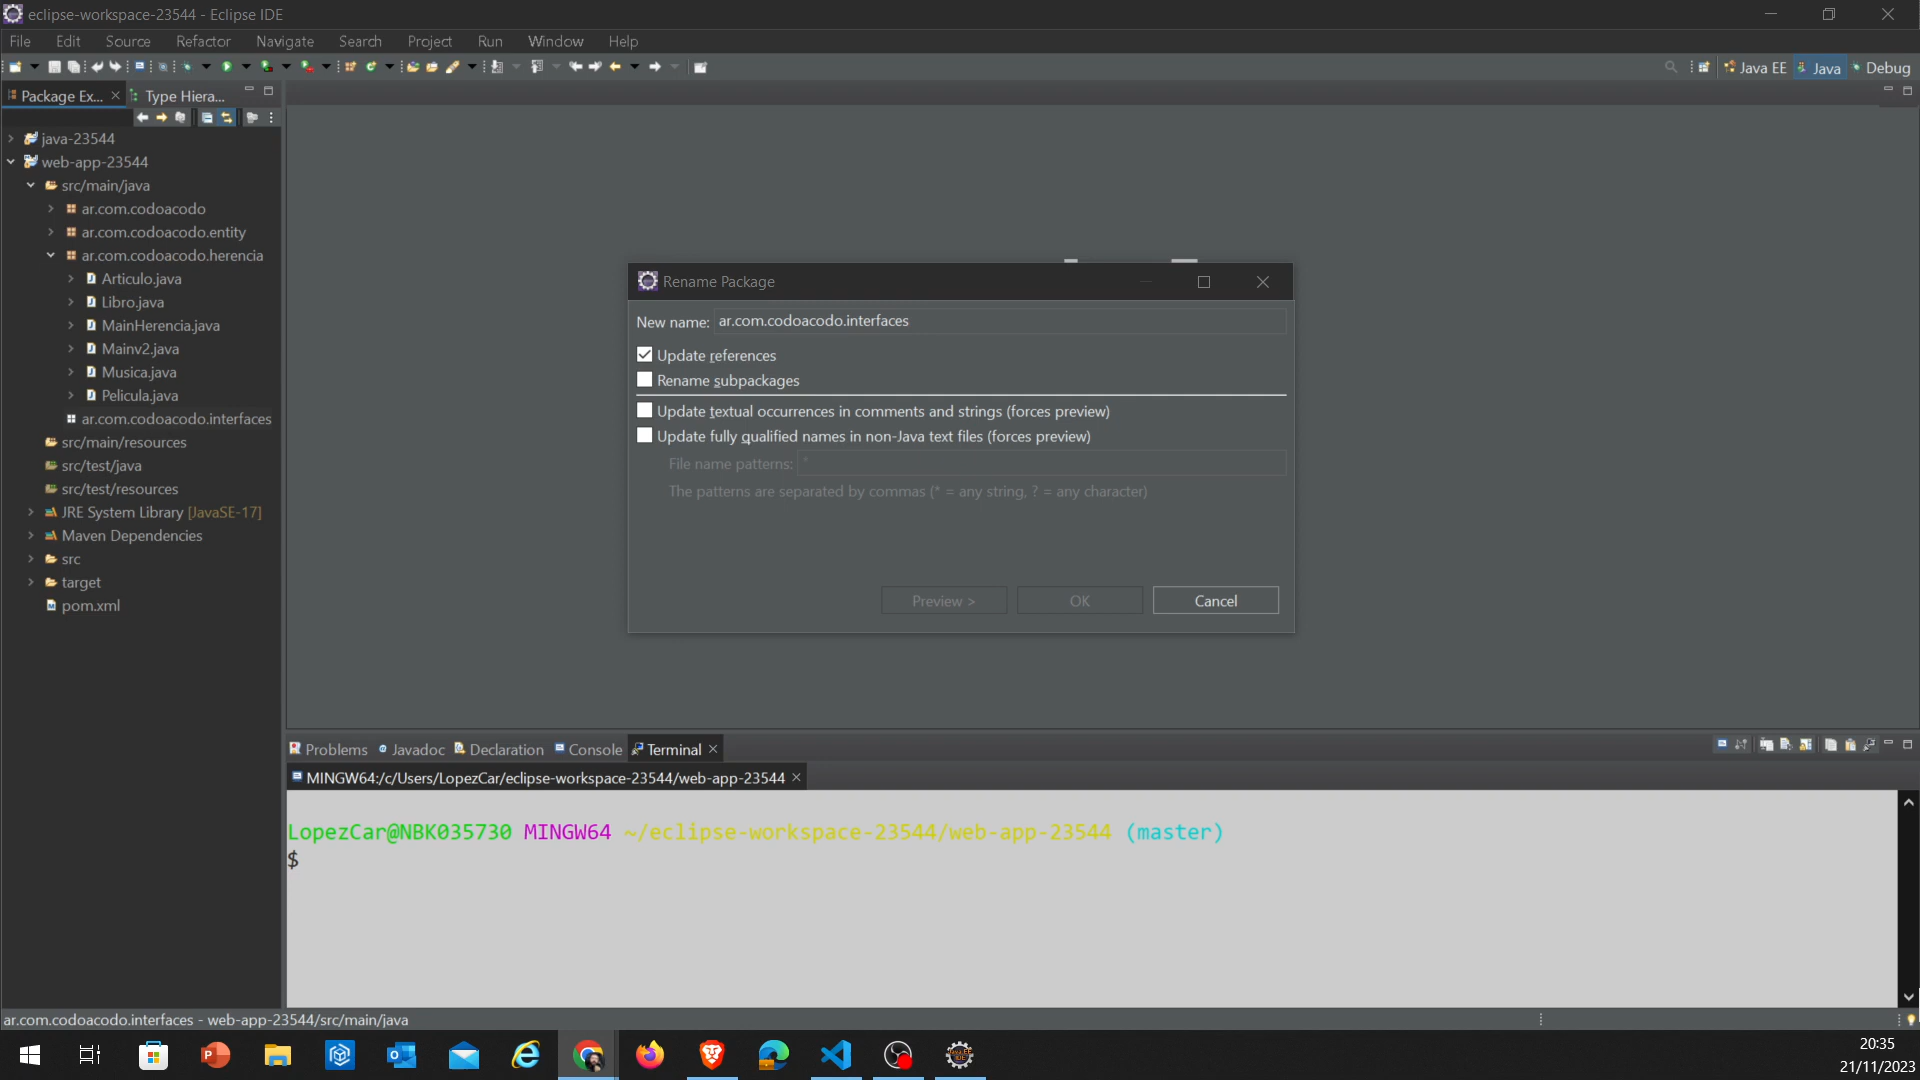 eclipse-workspace-23544 - Eclipse IDE
File Edit Source Refactor Navigate Search Project Run Window Help
Java EE Java Debug
Package Ex... Type Hiera...
java-23544
web-app-23544
src/main/java
ar.com.codoacodo
ar.com.codoacodo.entity
ar.com.codoacodo.herencia
Articulo.java
Libro.java
MainHerencia.java
Mainv2.java
Musica.java
Pelicula.java
ar.com.codoacodo.interfaces
src/main/resources
src/test/java
src/test/resources
JRE System Library [JavaSE-17]
Maven Dependencies
src
target
pom.xml
Rename Package
New name: ar.com.codoacodo.interfaces
Update references
Rename subpackages
Update textual occurrences in comments and strings (forces preview)
Update fully qualified names in non-Java text files (forces preview)
File name patterns: *
The patterns are separated by commas (* = any string, ? = any character)
Preview > OK Cancel
Problems Javadoc Declaration Console Terminal
MINGW64:/c/Users/LopezCar/eclipse-workspace-23544/web-app-23544
LopezCar@NBK035730 MINGW64 ~/eclipse-workspace-23544/web-app-23544 (master)
$
ar.com.codoacodo.interfaces - web-app-23544/src/main/java
20:35
21/11/2023